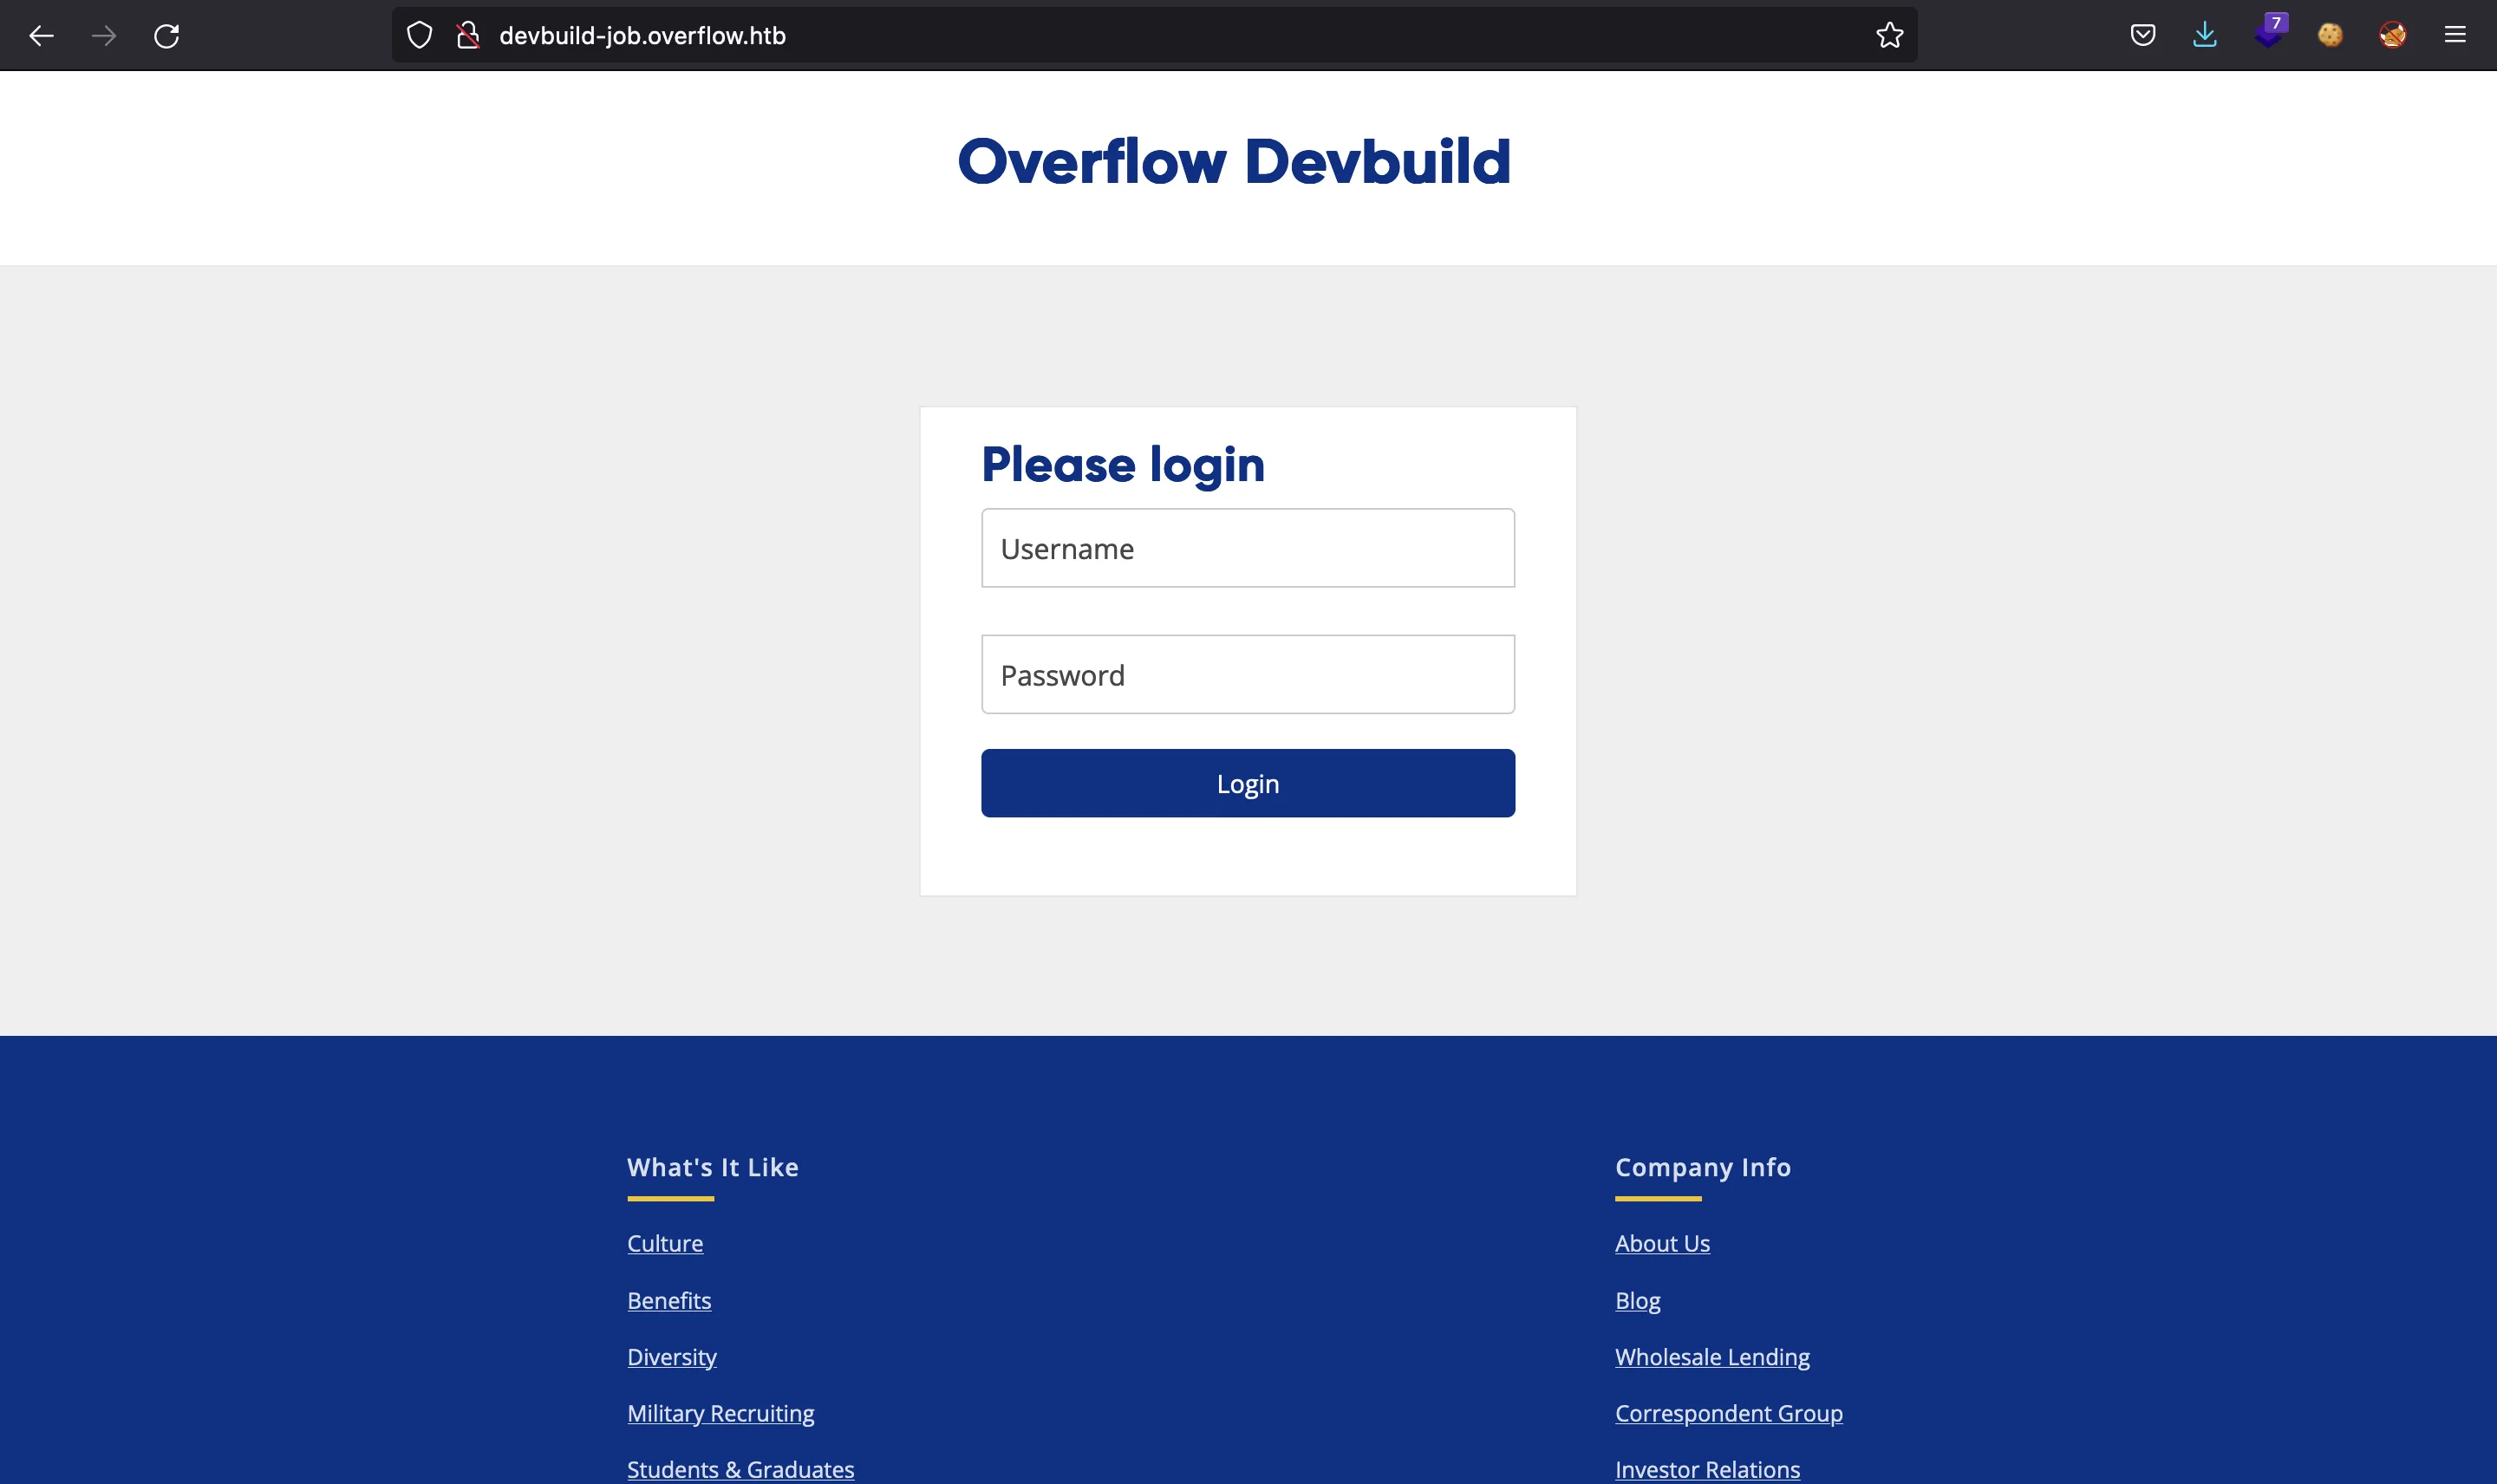 devbuild-job.overflow.htb
7
Overflow Devbuild
Please login
Username
Password
Login
What's It Like
Culture
Benefits
Diversity
Military Recruiting
Students & Graduates
Company Info
About Us
Blog
Wholesale Lending
Correspondent Group
Investor Relations